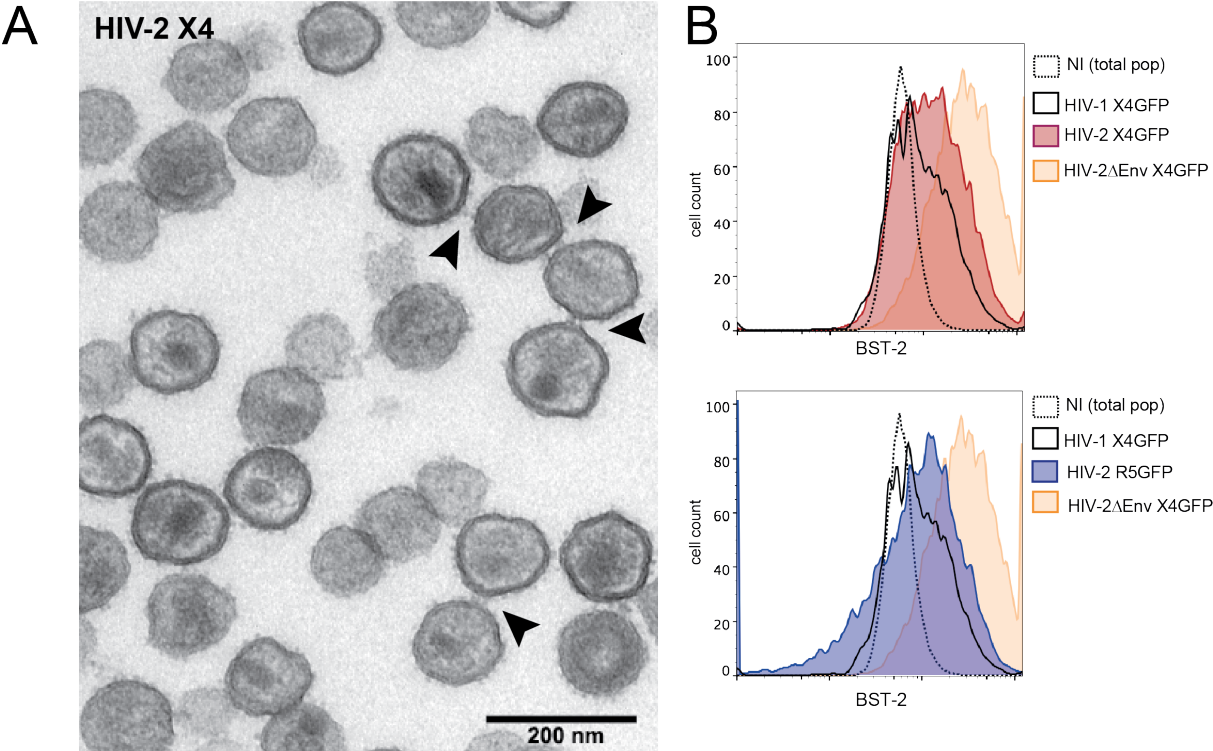 A
HIV-2 X4
200 nm
B
100
80
60
40
20
0
cell count
BST-2
NI (total pop)
HIV-1 X4GFP
HIV-2 X4GFP
HIV-2ΔEnv X4GFP
100
80
60
40
20
0
cell count
BST-2
NI (total pop)
HIV-1 X4GFP
HIV-2 R5GFP
HIV-2ΔEnv X4GFP